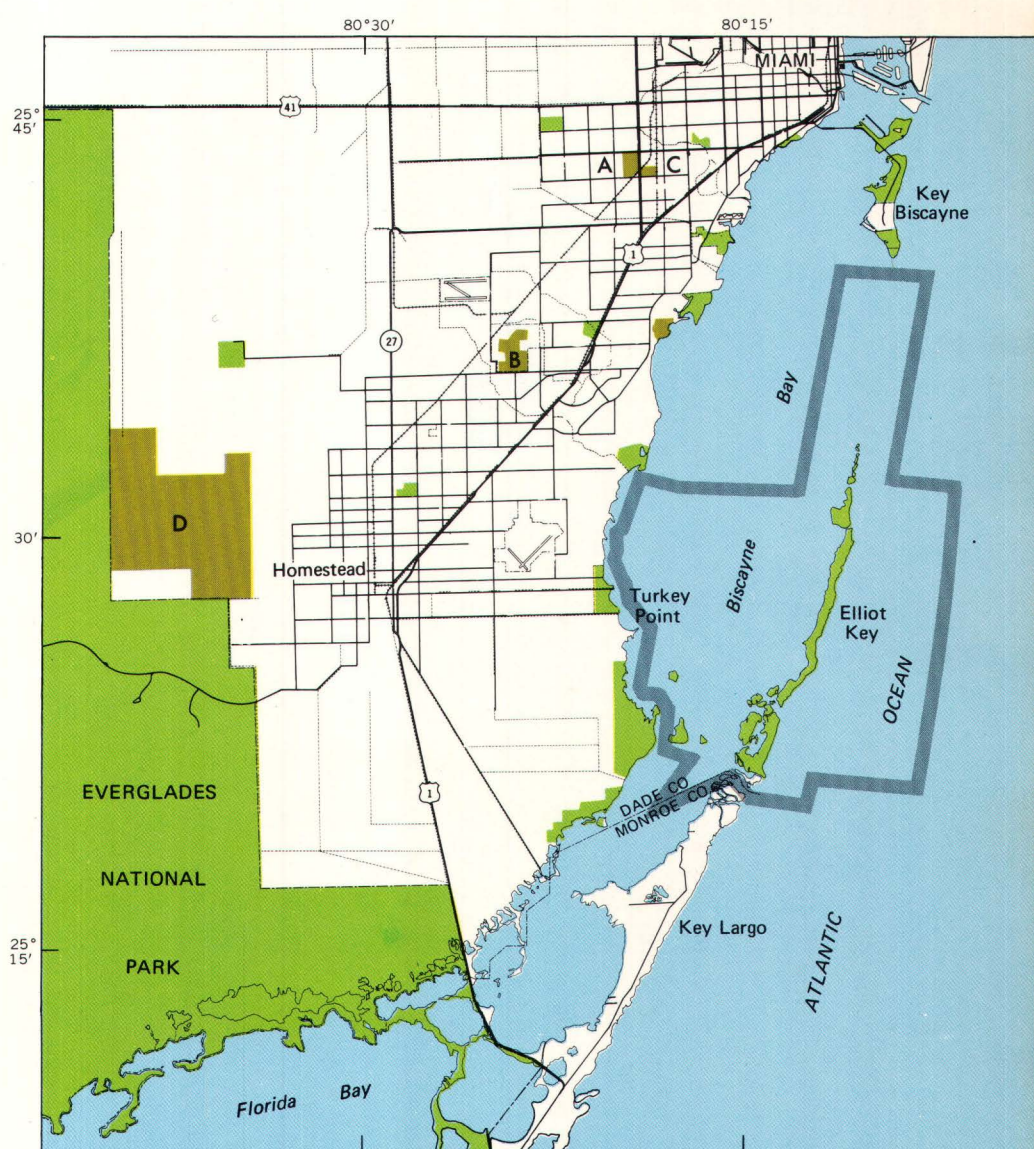 80°30′
80°15′
MIAMI
41
25°
45′
A
C
Key
Biscayne
1
27
B
Bay
D
30′
Homestead
Turkey
Point
Biscayne
Elliot
Key
OCEAN
EVERGLADES
1
DADE CO
MONROE CO
NATIONAL
Key Largo
25°
15′
PARK
ATLANTIC
Florida Bay